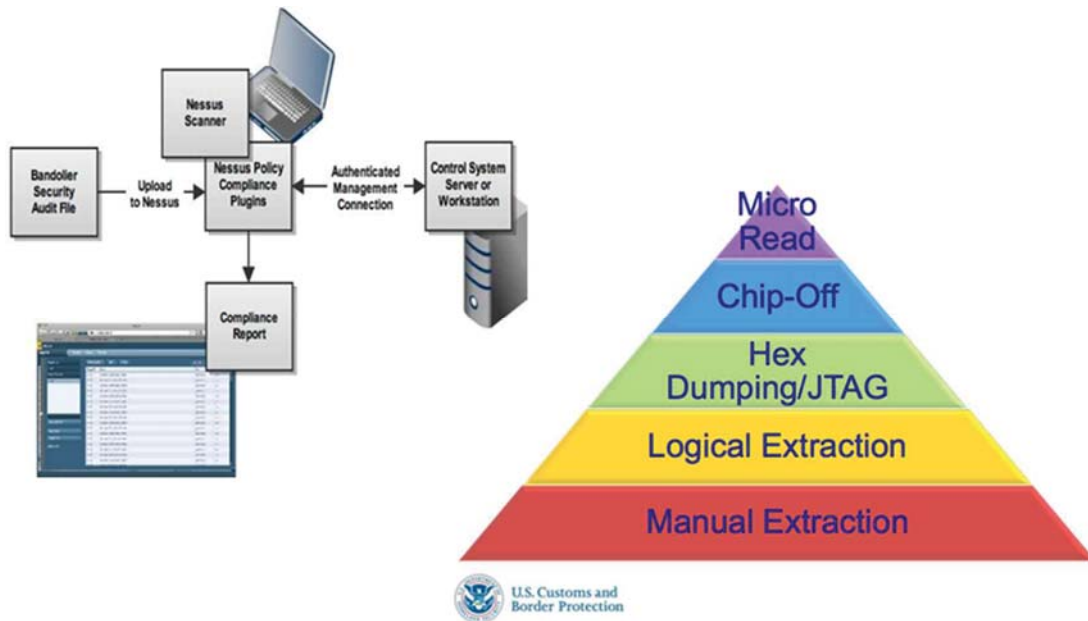 Nessus
Scanner
Bandolier
Security
Audit File
Upload
to Nessus
Nessus Policy
Compliance
Plugins
Authenticated
Management
Connection
Control System
Server or
Workstation
Compliance
Report
Micro
Read
Chip-Off
Hex
Dumping/JTAG
Logical Extraction
Manual Extraction
U.S. Customs and
Border Protection